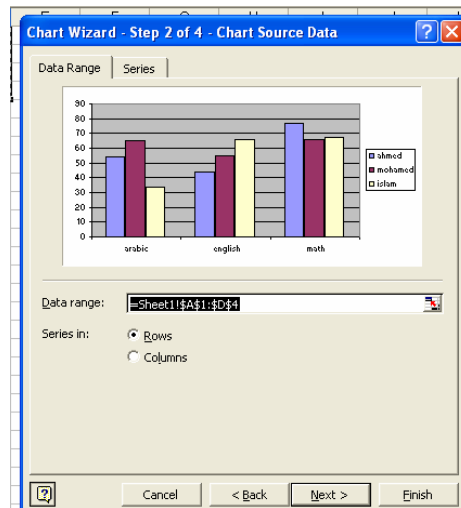 Chart Wizard - Step 2 of 4 - Chart Source Data
Data Range Series
90
80
70
60
50
40
30
20
10
0
arabic english math
ahmed
mohamed
islam
Data range: =Sheet1!$A$1:$D$4
Series in: Rows
Columns
Cancel < Back Next > Finish